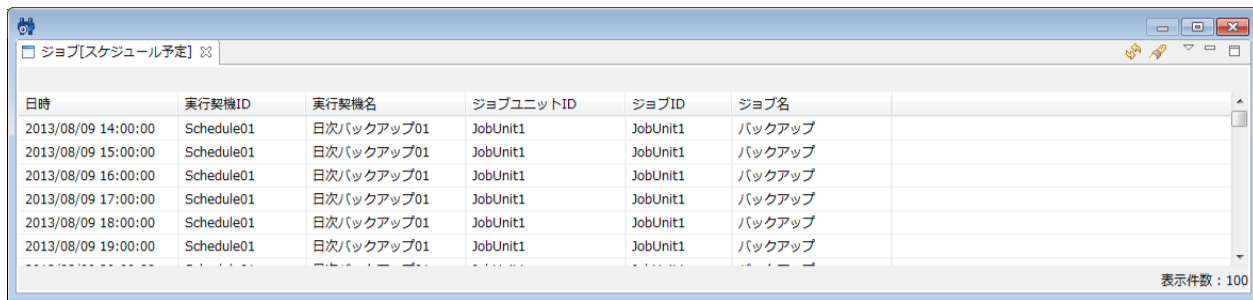 ジョブ[スケジュール予定]
日時 実行契機ID 実行契機名 ジョブユニットID ジョブID ジョブ名
2013/08/09 14:00:00 Schedule01 日次バックアップ01 JobUnit1 JobUnit1 バックアップ
2013/08/09 15:00:00 Schedule01 日次バックアップ01 JobUnit1 JobUnit1 バックアップ
2013/08/09 16:00:00 Schedule01 日次バックアップ01 JobUnit1 JobUnit1 バックアップ
2013/08/09 17:00:00 Schedule01 日次バックアップ01 JobUnit1 JobUnit1 バックアップ
2013/08/09 18:00:00 Schedule01 日次バックアップ01 JobUnit1 JobUnit1 バックアップ
2013/08/09 19:00:00 Schedule01 日次バックアップ01 JobUnit1 JobUnit1 バックアップ
表示件数：100